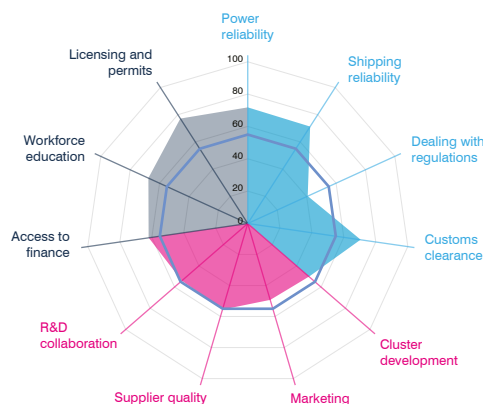 Power
reliability
Licensing and
permits
Shipping
reliability
Workforce
education
Dealing with
regulations
Access to
finance
Customs
clearance
R&D
collaboration
Cluster
development
Supplier quality
Marketing
100
80
60
40
20
0